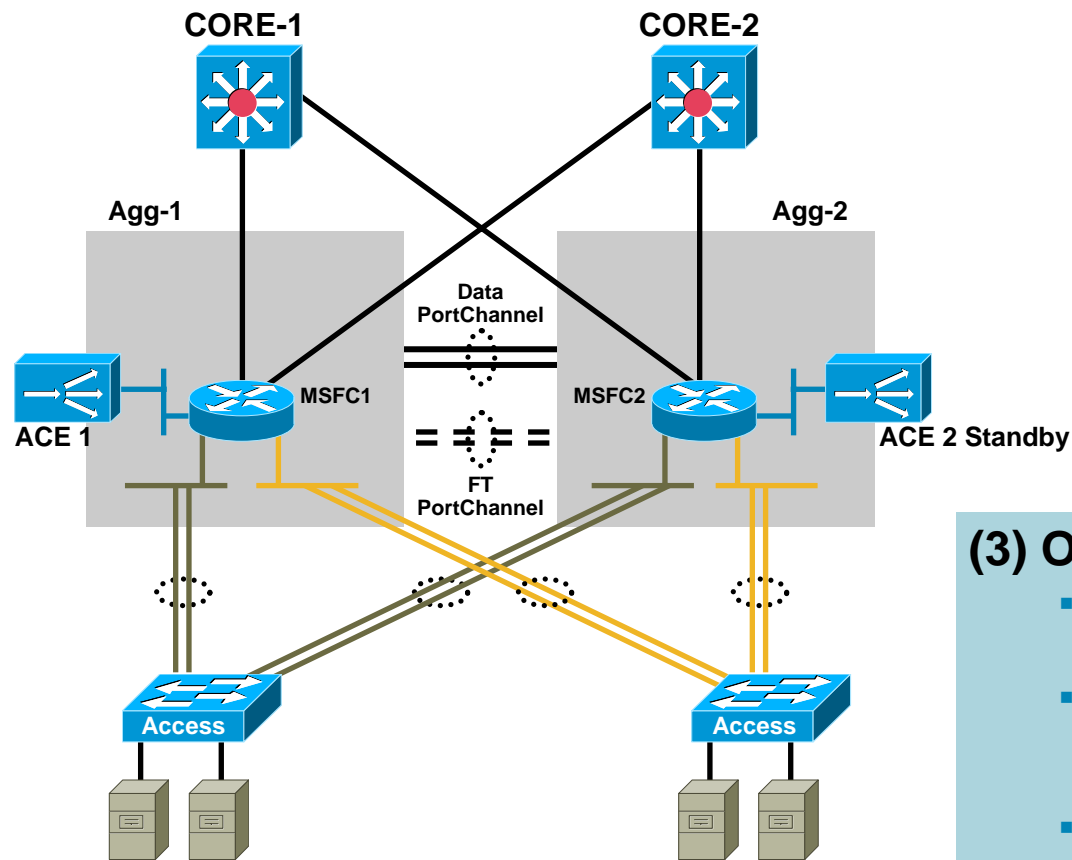 CORE-1
CORE-2
Agg-1
Agg-2
Data
PortChannel
MSFC1
MSFC2
ACE 1
ACE 2 Standby
FT
PortChannel
(3) O
Access
Access